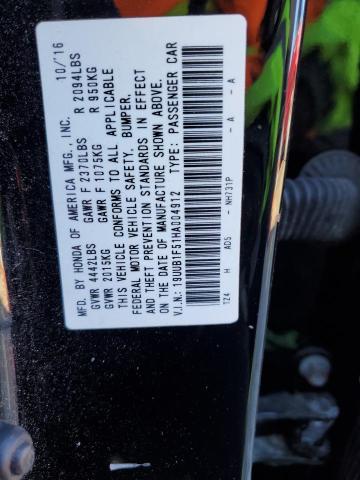 MFD. BY HONDA OF AMERICA MFG., INC. 10/'16
GVWR 4442LBS GAWR F 2370LBS R 2094LBS
GVWR 2015KG GAWR F 1075KG R 950KG
THIS VEHICLE CONFORMS TO ALL APPLICABLE
FEDERAL MOTOR VEHICLE SAFETY, BUMPER,
AND THEFT PREVENTION STANDARDS IN EFFECT
ON THE DATE OF MANUFACTURE SHOWN ABOVE.
V.I.N.: 19UUB1F51HA004912 TYPE: PASSENGER CAR
TZ4 H AD5 - NH731P - A - A